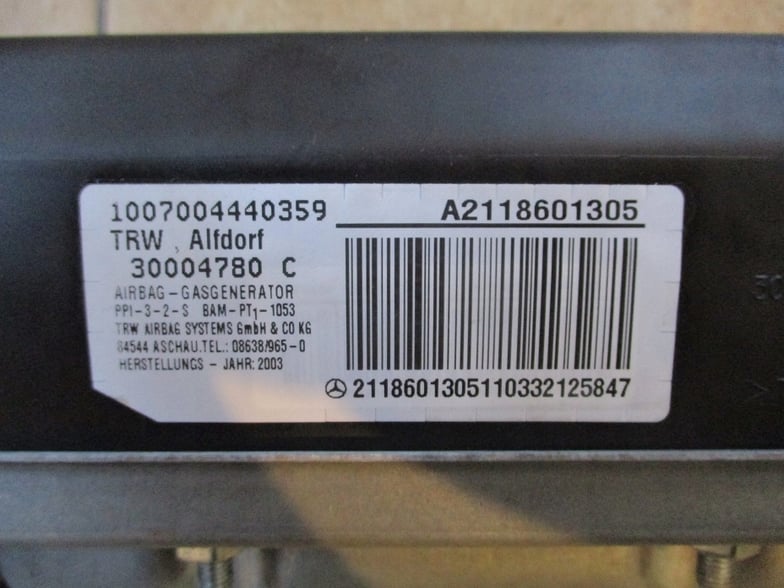 1007004440359
A2118601305
TRW , Alfdorf
30004780 C
AIRBAG-GASGENERATOR
PPI-3-2-S BAM-PT1-1053
TRW AIRBAG SYSTEMS GmbH & CO KG
84544 ASCHAU.TEL.: 08638/965-0
HERSTELLUNGS - JAHR: 2003
2118601305110332125847